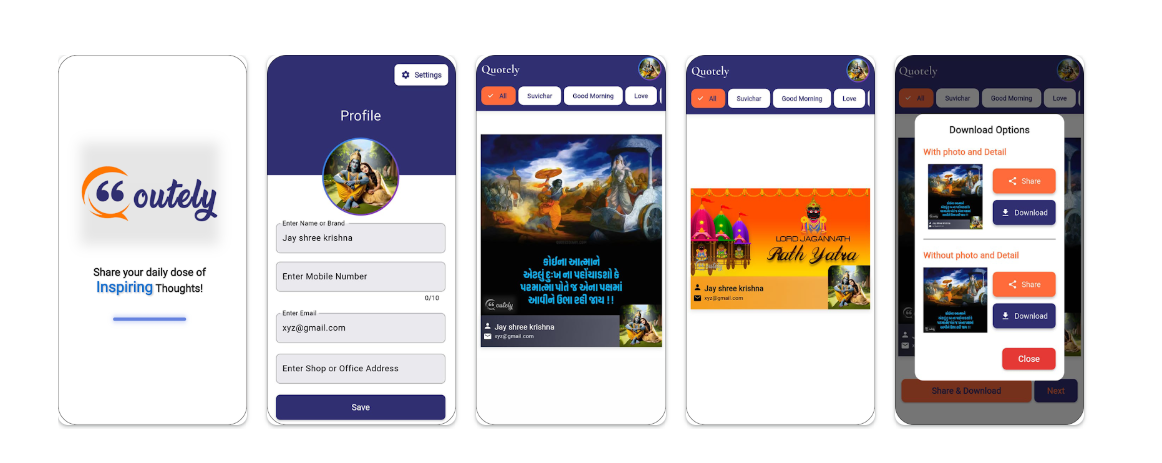 outely
Share your daily dose of
Inspiring Thoughts!
Settings
Profile
Enter Name or Brand
Jay shree krishna
Enter Mobile Number
0/10
Enter Email
xyz@gmail.com
Enter Shop or Office Address
Save
Quotely
All
Suvichar
Good Morning
Love
કોઈના આત્માને
એટલું દુઃખ ના પહોંચાડશો કે
પરમાત્મા પોતે જ એના પક્ષમાં
આવીને ઉભા રહી જાય !!
outely
Jay shree krishna
xyz@gmail.com
Quotely
All
Suvichar
Good Morning
Love
LORD JAGANNATH
Rath Yatra
Jay shree krishna
xyz@gmail.com
Quotely
All
Suvichar
Good Morning
Love
Download Options
With photo and Detail
Share
Download
Without photo and Detail
Share
Download
Close
Share & Download
Next